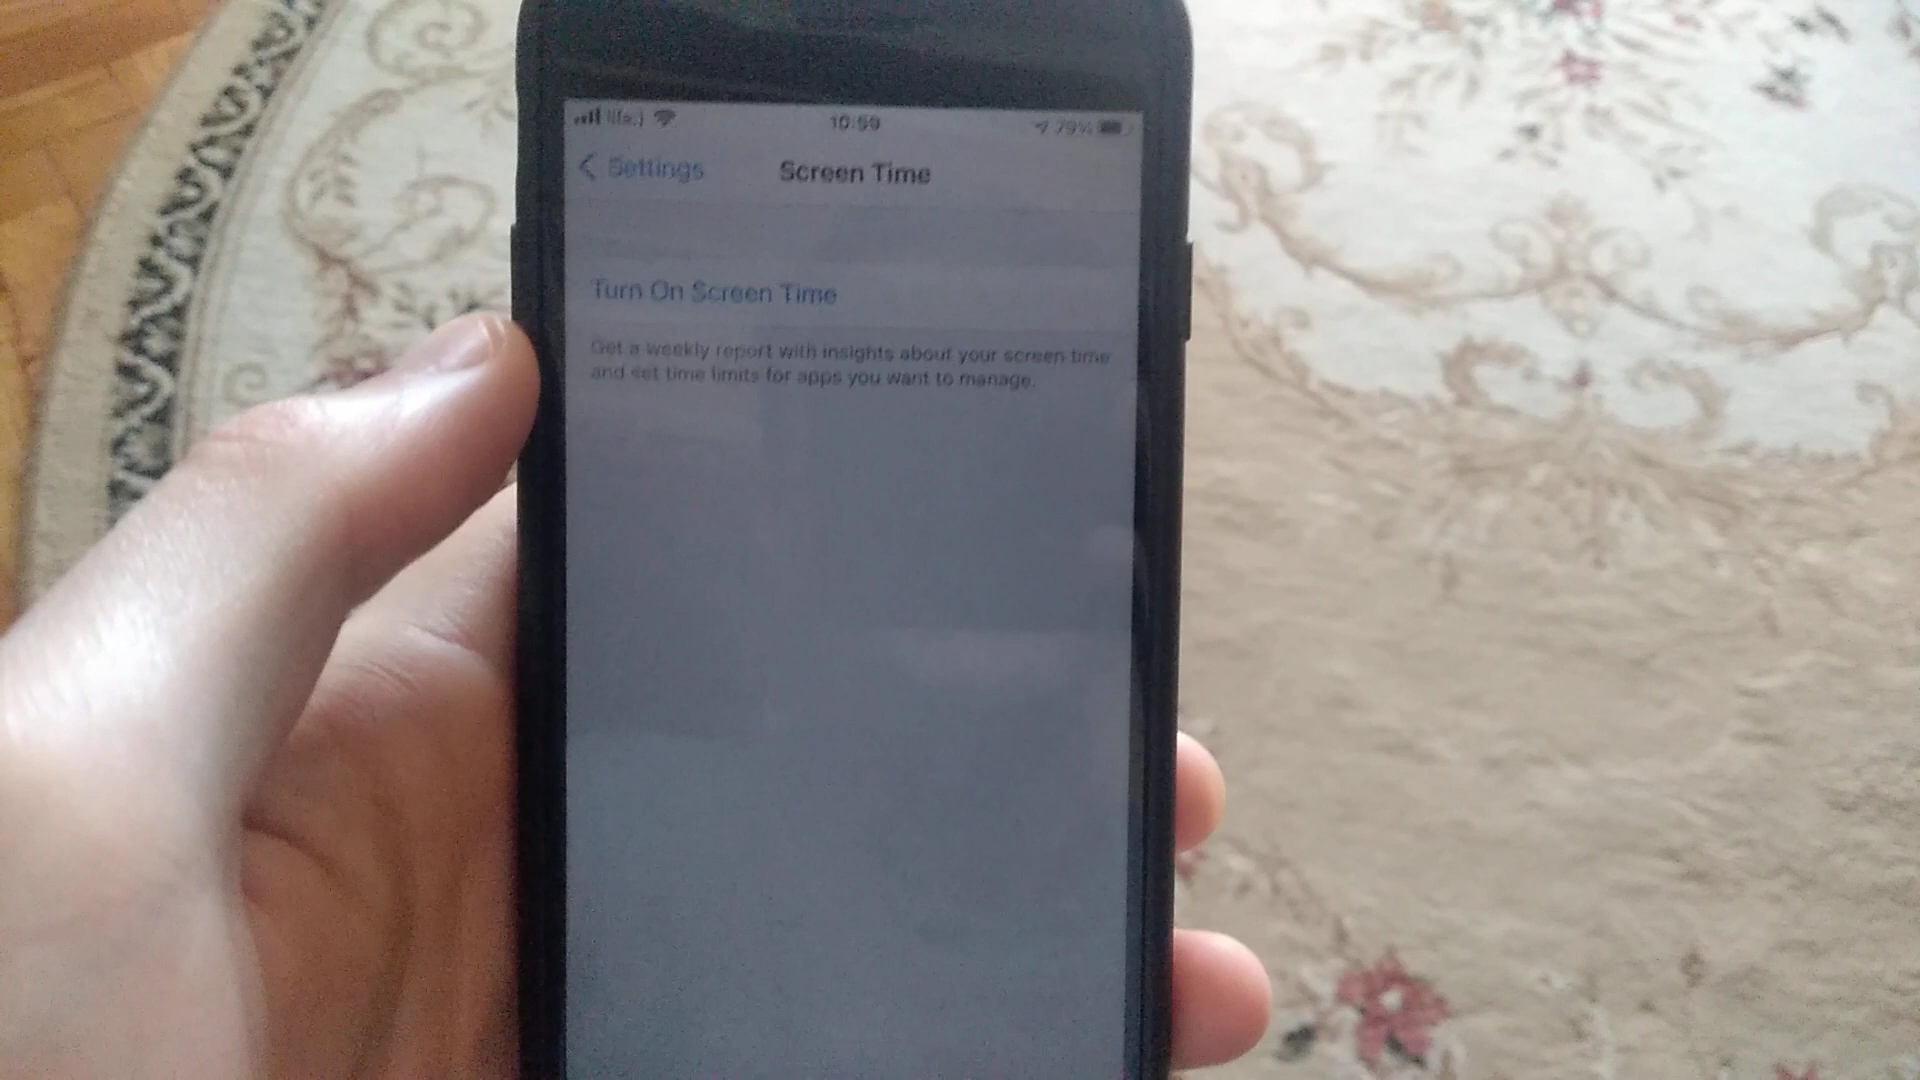 life:) 10:59 79%
Settings Screen Time
Turn On Screen Time
Get a weekly report with insights about your screen time
and set time limits for apps you want to manage.